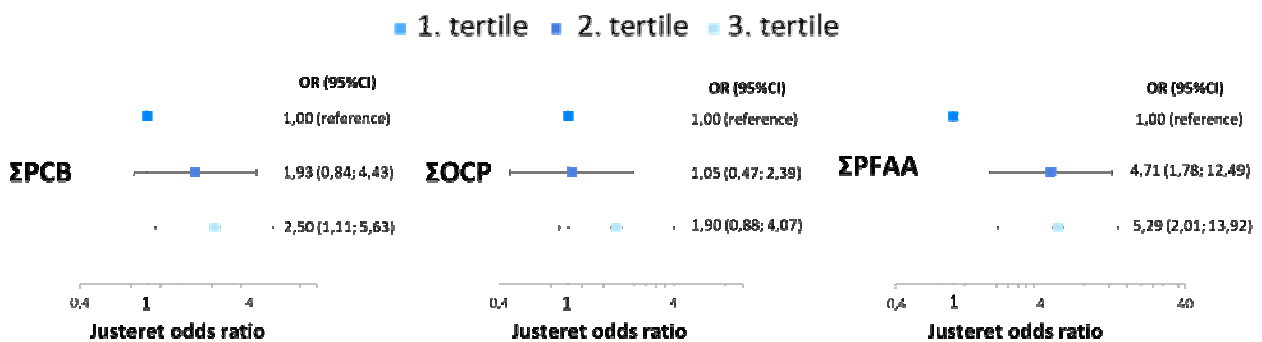 1. tertile 2. tertile 3. tertile
OR (95%CI)
1,00 (reference)
ΣPCB
1,93 (0,84; 4,43)
2,50 (1,11; 5,63)
0,4 1 4
Justeret odds ratio
OR (95%CI)
1,00 (reference)
ΣOCP
1,05 (0,47; 2,39)
1,90 (0,88; 4,07)
0,4 1 4
Justeret odds ratio
OR (95%CI)
1,00 (reference)
ΣPFAA
4,71 (1,78; 12,49)
5,29 (2,01; 13,92)
0,4 1 4 40
Justeret odds ratio